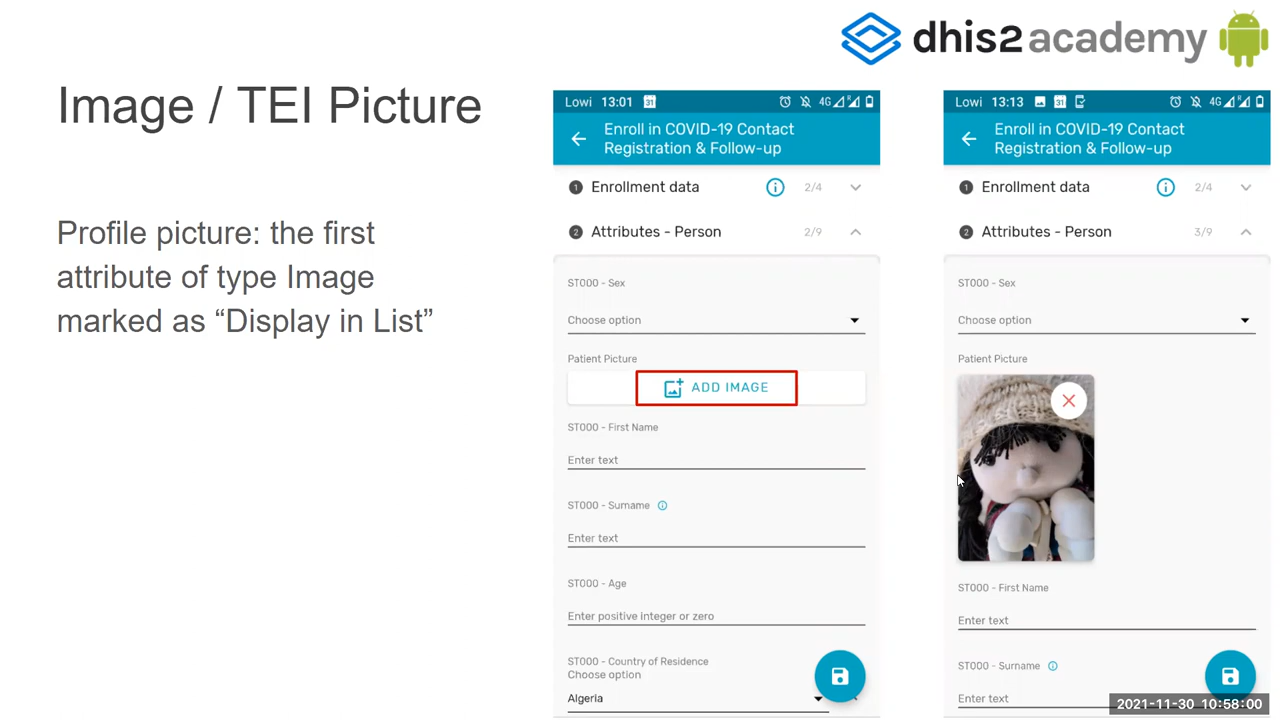 dhis2 academy
Image / TEI Picture
Profile picture: the first
attribute of type Image
marked as “Display in List”
Lowi 13:01 31 4G R
Enroll in COVID-19 Contact
Registration & Follow-up
1 Enrollment data i 2/4
2 Attributes - Person 2/9
ST000 - Sex
Choose option
Patient Picture
ADD IMAGE
ST000 - First Name
Enter text
ST000 - Surname i
Enter text
ST000 - Age
Enter positive integer or zero
ST000 - Country of Residence
Choose option
Algeria
Lowi 13:13 31 4G R
Enroll in COVID-19 Contact
Registration & Follow-up
1 Enrollment data i 2/4
2 Attributes - Person 3/9
ST000 - Sex
Choose option
Patient Picture
ST000 - First Name
Enter text
ST000 - Surname i
Enter text
2021-11-30 10:58:00